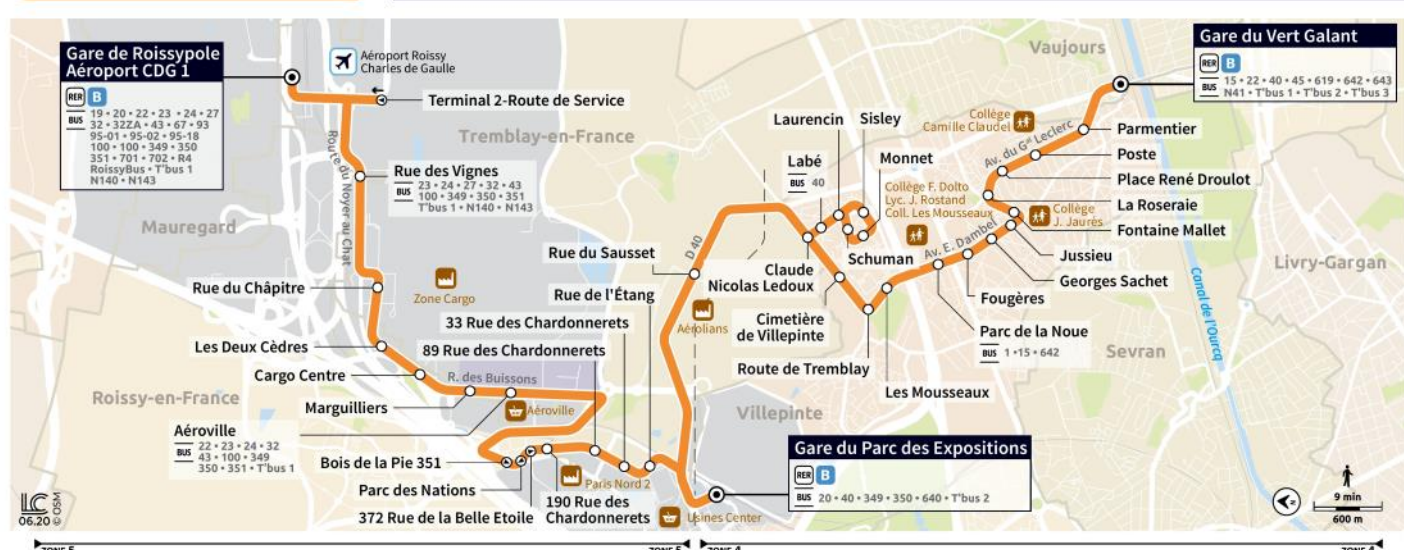 Gare de Roissypole
Aéroport CDG 1
RER B
BUS 19 • 20 • 22 • 23 • 24 • 27
32 • 32ZA • 43 • 67 • 93
95-01 • 95-02 • 95-18
100 • 100 • 349 • 350
351 • 701 • 702 • R4
RoissyBus • T'bus 1
N140 • N143
Aéroport Roissy
Charles de Gaulle
Terminal 2-Route de Service
Tremblay-en-France
Route du Noyer au Chat
Rue des Vignes
BUS 23 • 24 • 27 • 32 • 43
100 • 349 • 350 • 351
T'bus 1 • N140 • N143
Mauregard
Rue du Châpitre
Zone Cargo
Les Deux Cèdres
Cargo Centre
R. des Buissons
Roissy-en-France
Marguilliers
Aéroville
Aéroville
BUS 22 • 23 • 24 • 32
43 • 100 • 349
350 • 351 • T'bus 1
Bois de la Pie 351
Parc des Nations
372 Rue de la Belle Etoile
190 Rue des
Chardonnerets
Paris Nord 2
89 Rue des Chardonnerets
33 Rue des Chardonnerets
Rue de l'Étang
Usines Center
Gare du Parc des Expositions
RER B
BUS 20 • 40 • 349 • 350 • 640 • T'bus 2
Villepinte
Rue du Sausset
D 40
Aérolians
Claude
Nicolas Ledoux
Labé
BUS 40
Laurencin
Sisley
Monnet
Schuman
Cimetière
de Villepinte
Route de Tremblay
Les Mousseaux
Collège F. Dolto
Lyc. J. Rostand
Coll. Les Mousseaux
Av. E. Dambel
Parc de la Noue
BUS 1 •15 • 642
Fougères
Georges Sachet
Jussieu
Fontaine Mallet
Collège
J. Jaurès
La Roseraie
Place René Droulot
Poste
Parmentier
Av. du Gal Leclerc
Collège
Camille Claudel
Vaujours
Gare du Vert Galant
RER B
BUS 15 • 22 • 40 • 45 • 619 • 642 • 643
N41 • T'bus 1 • T'bus 2 • T'bus 3
Canal de l'Ourcq
Livry-Gargan
Sevran
N
9 min
600 m
LC
06.20 © OSM
ZONE 5
ZONE 5
ZONE 4
ZONE 4